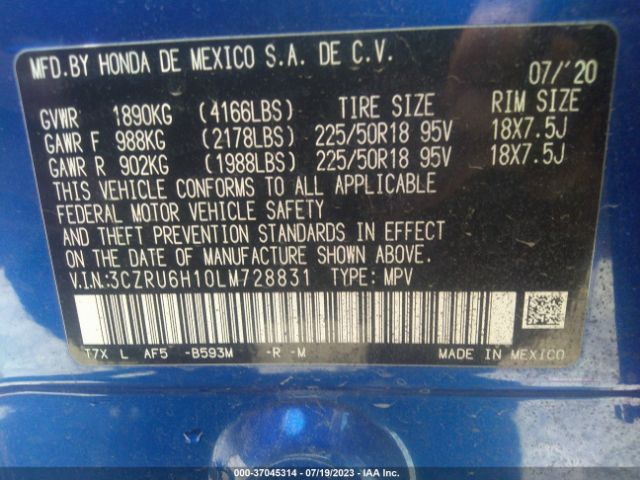 MFD.BY HONDA DE MEXICO S.A. DE C.V.
07/'20
GVWR 1890KG (4166LBS) TIRE SIZE RIM SIZE
GAWR F 988KG (2178LBS) 225/50R18 95V 18X7.5J
GAWR R 902KG (1988LBS) 225/50R18 95V 18X7.5J
THIS VEHICLE CONFORMS TO ALL APPLICABLE
FEDERAL MOTOR VEHICLE SAFETY
AND THEFT PREVENTION STANDARDS IN EFFECT
ON THE DATE OF MANUFACTURE SHOWN ABOVE.
V.I.N:3CZRU6H10LM728831 TYPE: MPV
T7X L AF5 -B593M -R -M MADE IN MEXICO
000-37045314 / 07/19/2023 - IAA Inc.